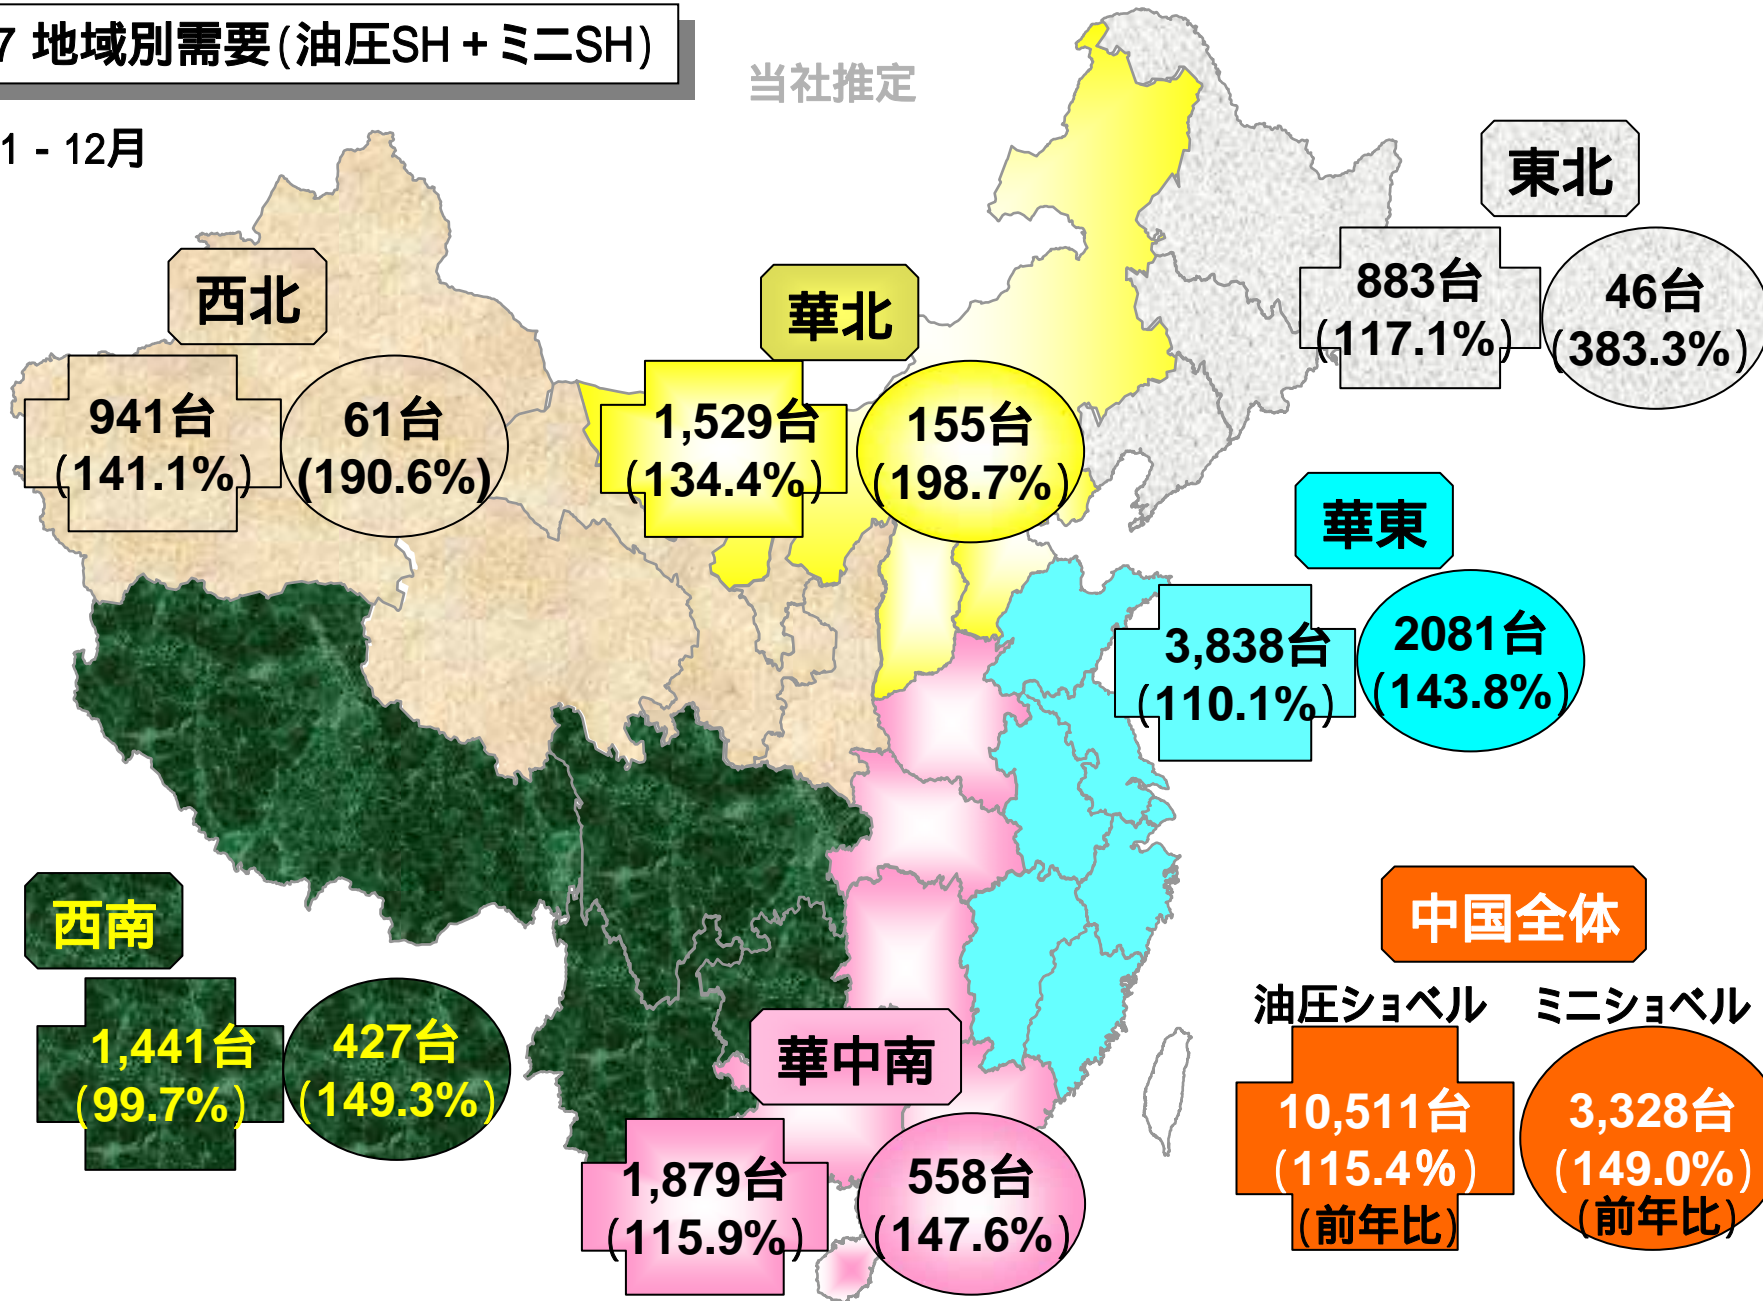 7 地域別需要(油圧SH + ミニSH)
当社推定
1 - 12月
東北
883台
(117.1%)
46台
(383.3%)
西北
941台
(141.1%)
61台
(190.6%)
華北
1,529台
(134.4%)
155台
(198.7%)
華東
3,838台
(110.1%)
2081台
(143.8%)
西南
1,441台
(99.7%)
427台
(149.3%)
華中南
1,879台
(115.9%)
558台
(147.6%)
中国全体
油圧ショベル
ミニショベル
10,511台
(115.4%)
(前年比)
3,328台
(149.0%)
(前年比)